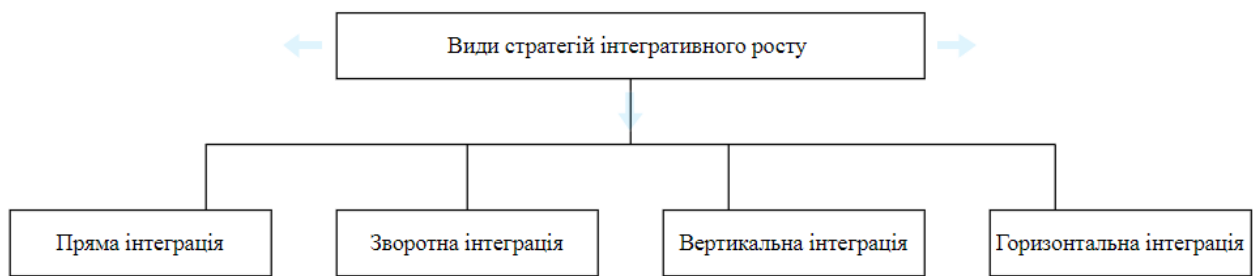 Види стратегій інтегративного росту
Пряма інтеграція
Зворотна інтеграція
Вертикальна інтеграція
Горизонтальна інтеграція